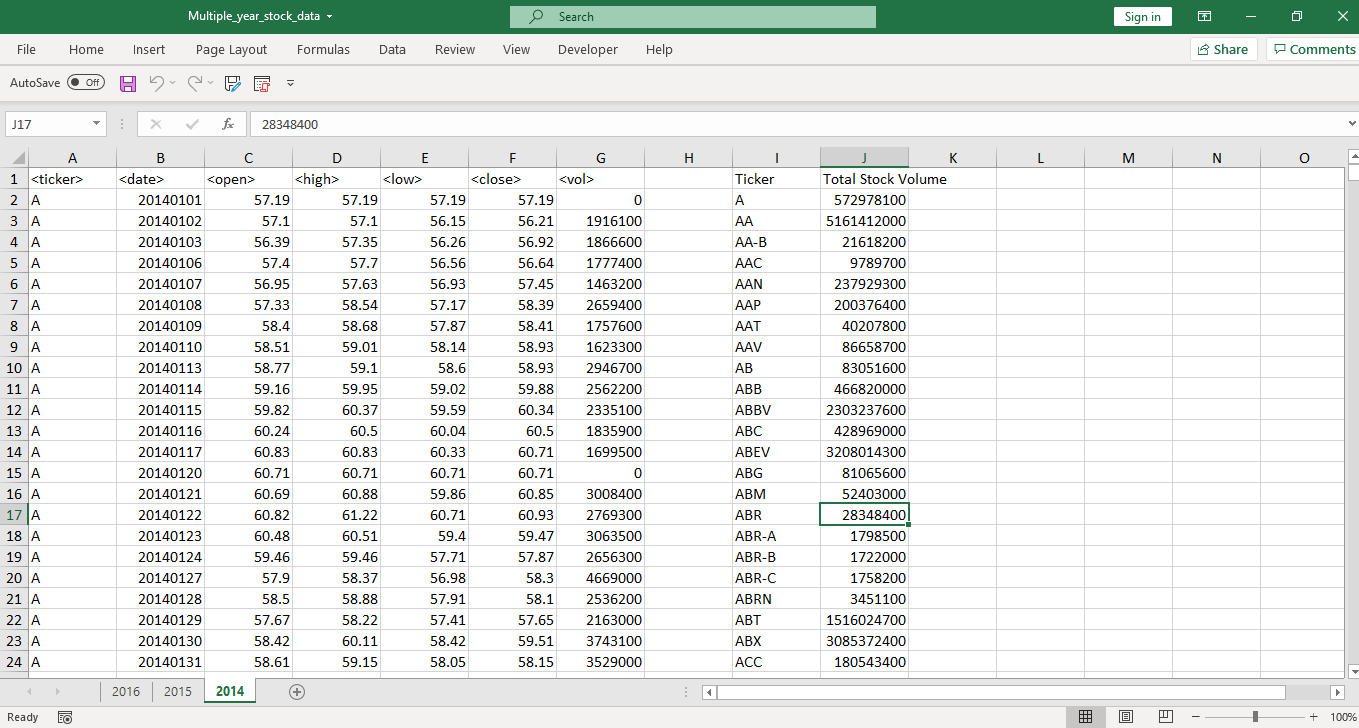 Multiple_year_stock_data
Search
Sign in
File Home Insert Page Layout Formulas Data Review View Developer Help
Share Comments
AutoSave Off
J17 fx 28348400
A B C D E F G H I J K L M N O
1 <ticker> <date> <open> <high> <low> <close> <vol> Ticker Total Stock Volume
2 A 20140101 57.19 57.19 57.19 57.19 0 A 572978100
3 A 20140102 57.1 57.1 56.15 56.21 1916100 AA 5161412000
4 A 20140103 56.39 57.35 56.26 56.92 1866600 AA-B 21618200
5 A 20140106 57.4 57.7 56.56 56.64 1777400 AAC 9789700
6 A 20140107 56.95 57.63 56.93 57.45 1463200 AAN 237929300
7 A 20140108 57.33 58.54 57.17 58.39 2659400 AAP 200376400
8 A 20140109 58.4 58.68 57.87 58.41 1757600 AAT 40207800
9 A 20140110 58.51 59.01 58.14 58.93 1623300 AAV 86658700
10 A 20140113 58.77 59.1 58.6 58.93 2946700 AB 83051600
11 A 20140114 59.16 59.95 59.02 59.88 2562200 ABB 466820000
12 A 20140115 59.82 60.37 59.59 60.34 2335100 ABBV 2303237600
13 A 20140116 60.24 60.5 60.04 60.5 1835900 ABC 428969000
14 A 20140117 60.83 60.83 60.33 60.71 1699500 ABEV 3208014300
15 A 20140120 60.71 60.71 60.71 60.71 0 ABG 81065600
16 A 20140121 60.69 60.88 59.86 60.85 3008400 ABM 52403000
17 A 20140122 60.82 61.22 60.71 60.93 2769300 ABR 28348400
18 A 20140123 60.48 60.51 59.4 59.47 3063500 ABR-A 1798500
19 A 20140124 59.46 59.46 57.71 57.87 2656300 ABR-B 1722000
20 A 20140127 57.9 58.37 56.98 58.3 4669000 ABR-C 1758200
21 A 20140128 58.5 58.88 57.91 58.1 2536200 ABRN 3451100
22 A 20140129 57.67 58.22 57.41 57.65 2163000 ABT 1516024700
23 A 20140130 58.42 60.11 58.42 59.51 3743100 ABX 3085372400
24 A 20140131 58.61 59.15 58.05 58.15 3529000 ACC 180543400
2016 2015 2014
Ready 100%